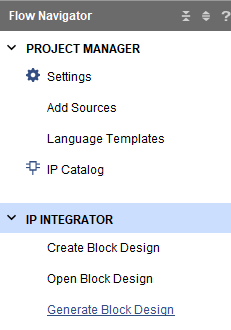 Flow Navigator ?
PROJECT MANAGER
Settings
Add Sources
Language Templates
IP Catalog
IP INTEGRATOR
Create Block Design
Open Block Design
Generate Block Design